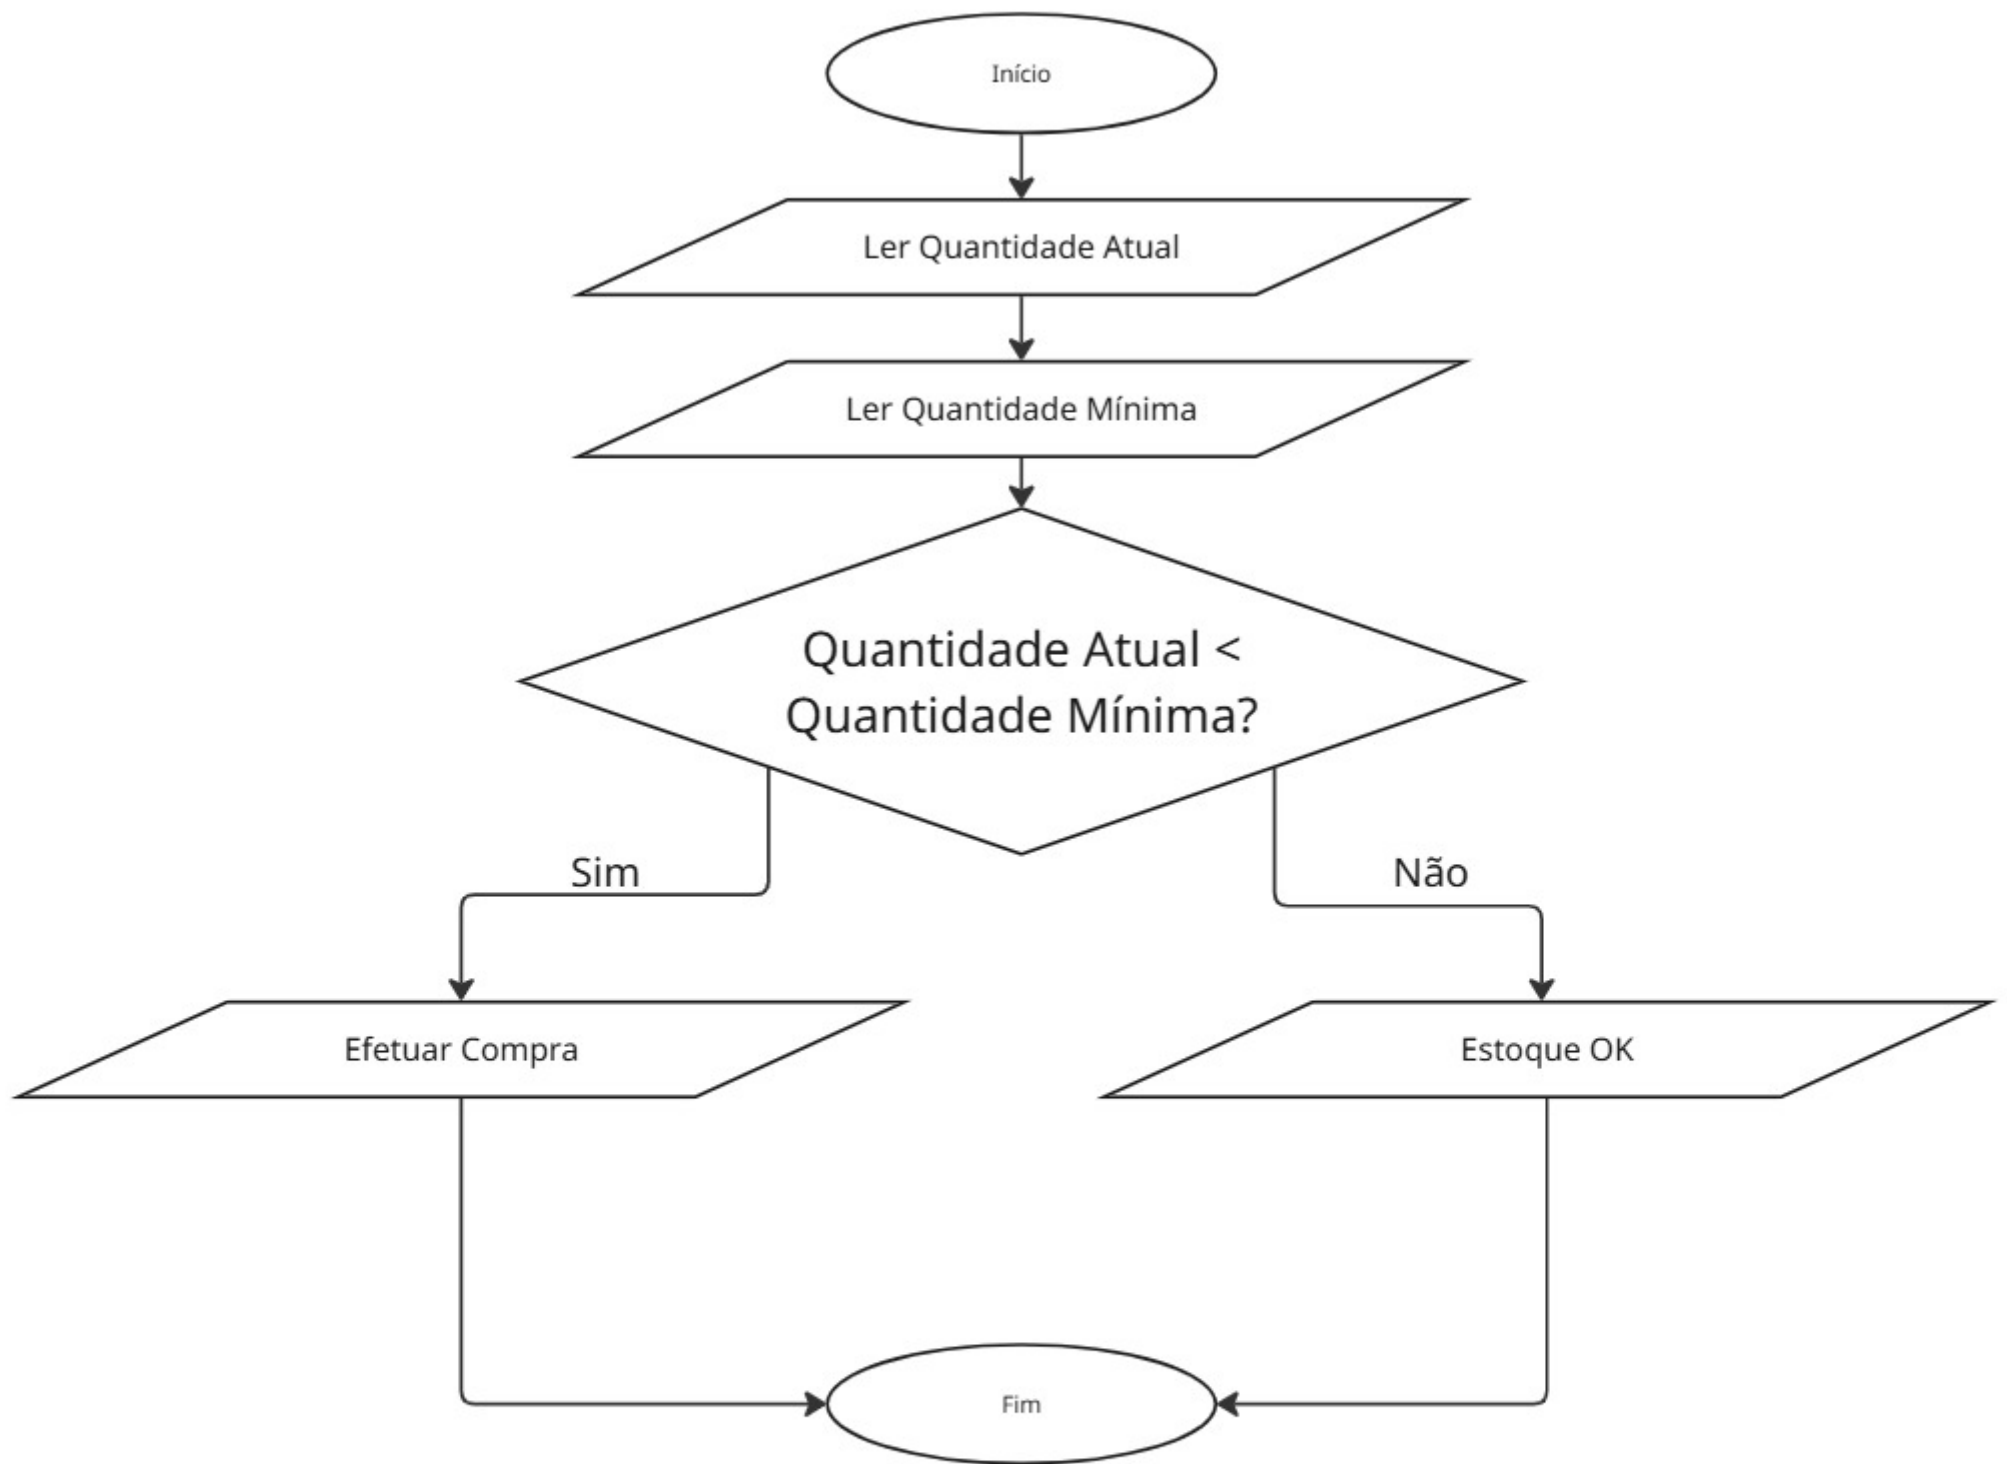 Início
Ler Quantidade Atual
Ler Quantidade Mínima
Quantidade Atual <
Quantidade Mínima?
Sim
Não
Efetuar Compra
Estoque OK
Fim